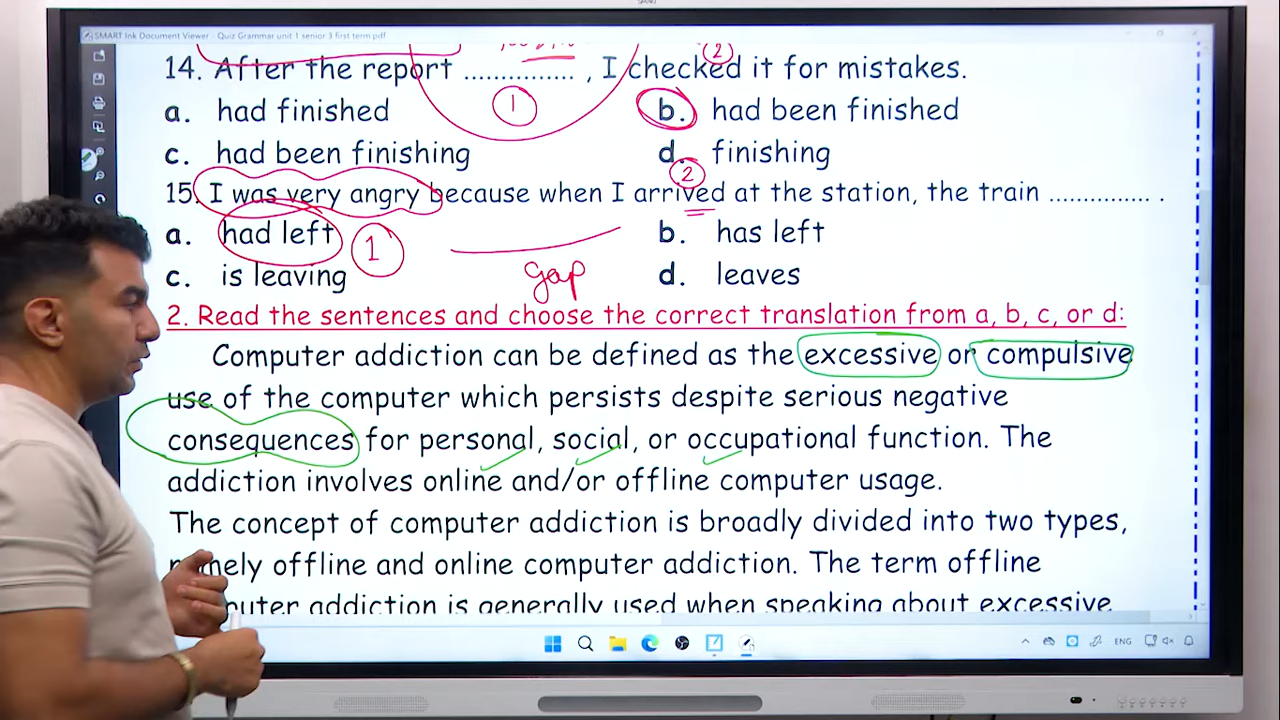 SMART Ink Document Viewer - Quiz Grammar unit 1 senior 3 first term pdf
2
14. After the report ............... , I checked it for mistakes.
1
a. had finished b. had been finished
c. had been finishing d. finishing
2
15. I was very angry because when I arrived at the station, the train ............... .
a. had left 1 b. has left
c. is leaving gap d. leaves
2. Read the sentences and choose the correct translation from a, b, c, or d:
Computer addiction can be defined as the excessive or compulsive
use of the computer which persists despite serious negative
consequences for personal, social, or occupational function. The
addiction involves online and/or offline computer usage.
The concept of computer addiction is broadly divided into two types,
namely offline and online computer addiction. The term offline
computer addiction is generally used when speaking about excessive
ENG